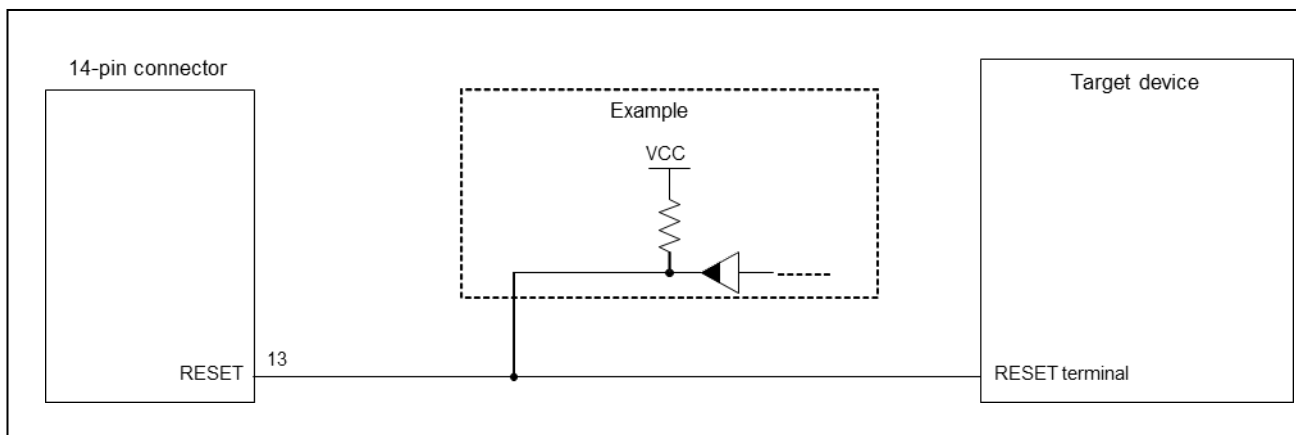 14-pin connector
Target device
Example
VCC
13
RESET
RESET terminal